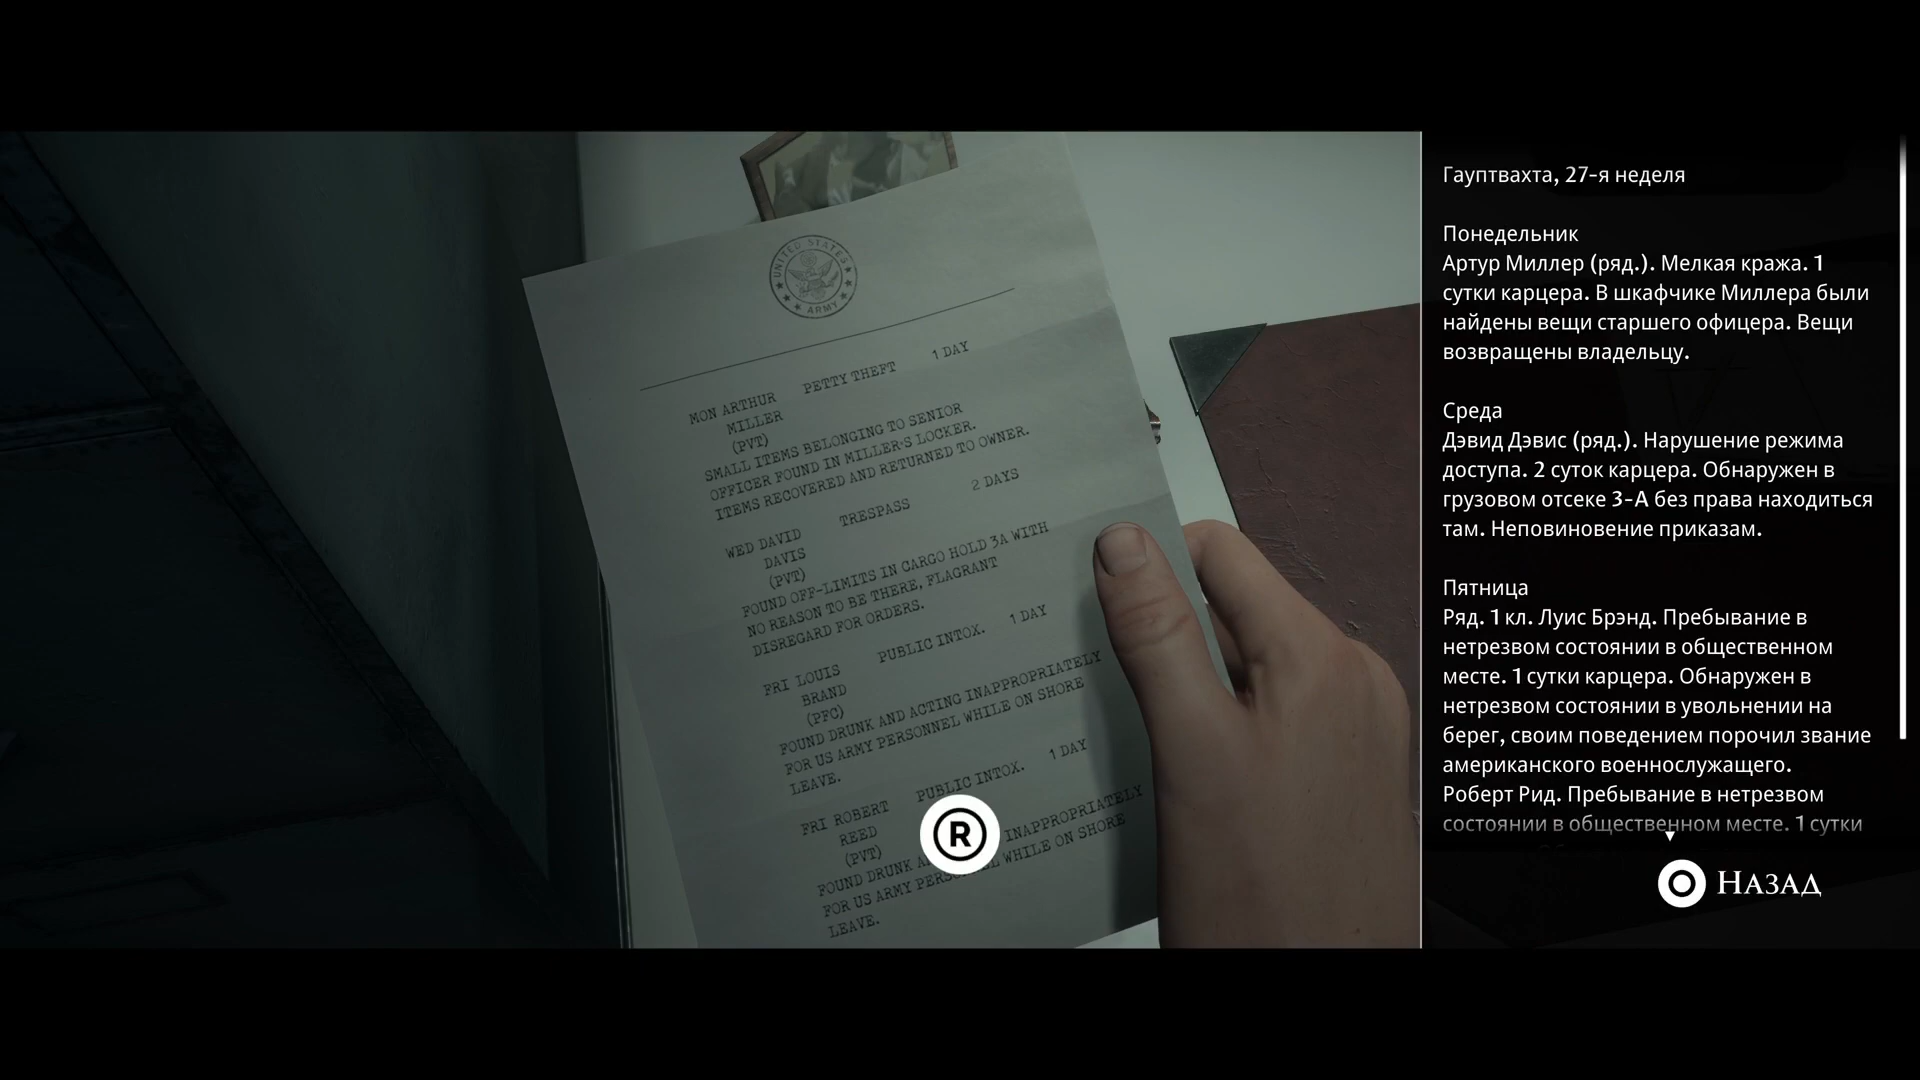 UNITED STATES
ARMY
MON ARTHUR PETTY THEFT 1 DAY
MILLER
(PVT)
SMALL ITEMS BELONGING TO SENIOR
OFFICER FOUND IN MILLER'S LOCKER.
ITEMS RECOVERED AND RETURNED TO OWNER.
WED DAVID TRESPASS 2 DAYS
DAVIS
(PVT)
FOUND OFF-LIMITS IN CARGO HOLD 3A WITH
NO REASON TO BE THERE, FLAGRANT
DISREGARD FOR ORDERS.
FRI LOUIS PUBLIC INTOX. 1 DAY
BRAND
(PFC)
FOUND DRUNK AND ACTING INAPPROPRIATELY
FOR US ARMY PERSONNEL WHILE ON SHORE
LEAVE.
FRI ROBERT PUBLIC INTOX. 1 DAY
REED
(PVT)
FOUND DRUNK INAPPROPRIATELY
FOR US ARMY WHILE ON SHORE
LEAVE.
R
Гауптвахта, 27-я неделя
Понедельник
Артур Миллер (ряд.). Мелкая кража. 1
сутки карцера. В шкафчике Миллера были
найдены вещи старшего офицера. Вещи
возвращены владельцу.
Среда
Дэвид Дэвис (ряд.). Нарушение режима
доступа. 2 суток карцера. Обнаружен в
грузовом отсеке 3-А без права находиться
там. Неповиновение приказам.
Пятница
Ряд. 1 кл. Луис Брэнд. Пребывание в
нетрезвом состоянии в общественном
месте. 1 сутки карцера. Обнаружен в
нетрезвом состоянии в увольнении на
берег, своим поведением порочил звание
американского военнослужащего.
Роберт Рид. Пребывание в нетрезвом
состоянии в общественном месте. 1 сутки
Назад